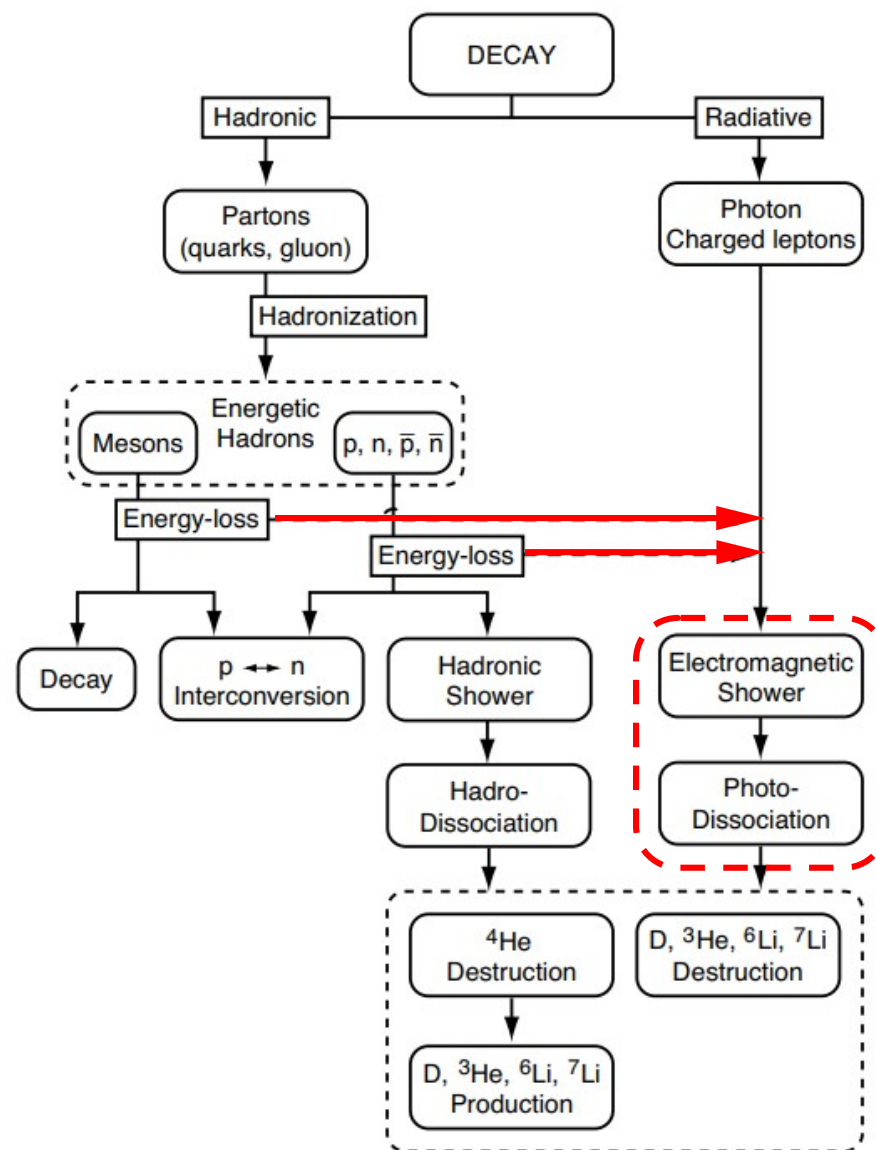 DECAY
Hadronic
Radiative
Partons
(quarks, gluon)
Photon
Charged leptons
Hadronization
Energetic
Hadrons
Mesons
p, n, p̅, n̅
Energy-loss
Energy-loss
Decay
p ↔ n
Interconversion
Hadronic
Shower
Electromagnetic
Shower
Hadro-
Dissociation
Photo-
Dissociation
⁴He
Destruction
D, ³He, ⁶Li, ⁷Li
Destruction
D, ³He, ⁶Li, ⁷Li
Production